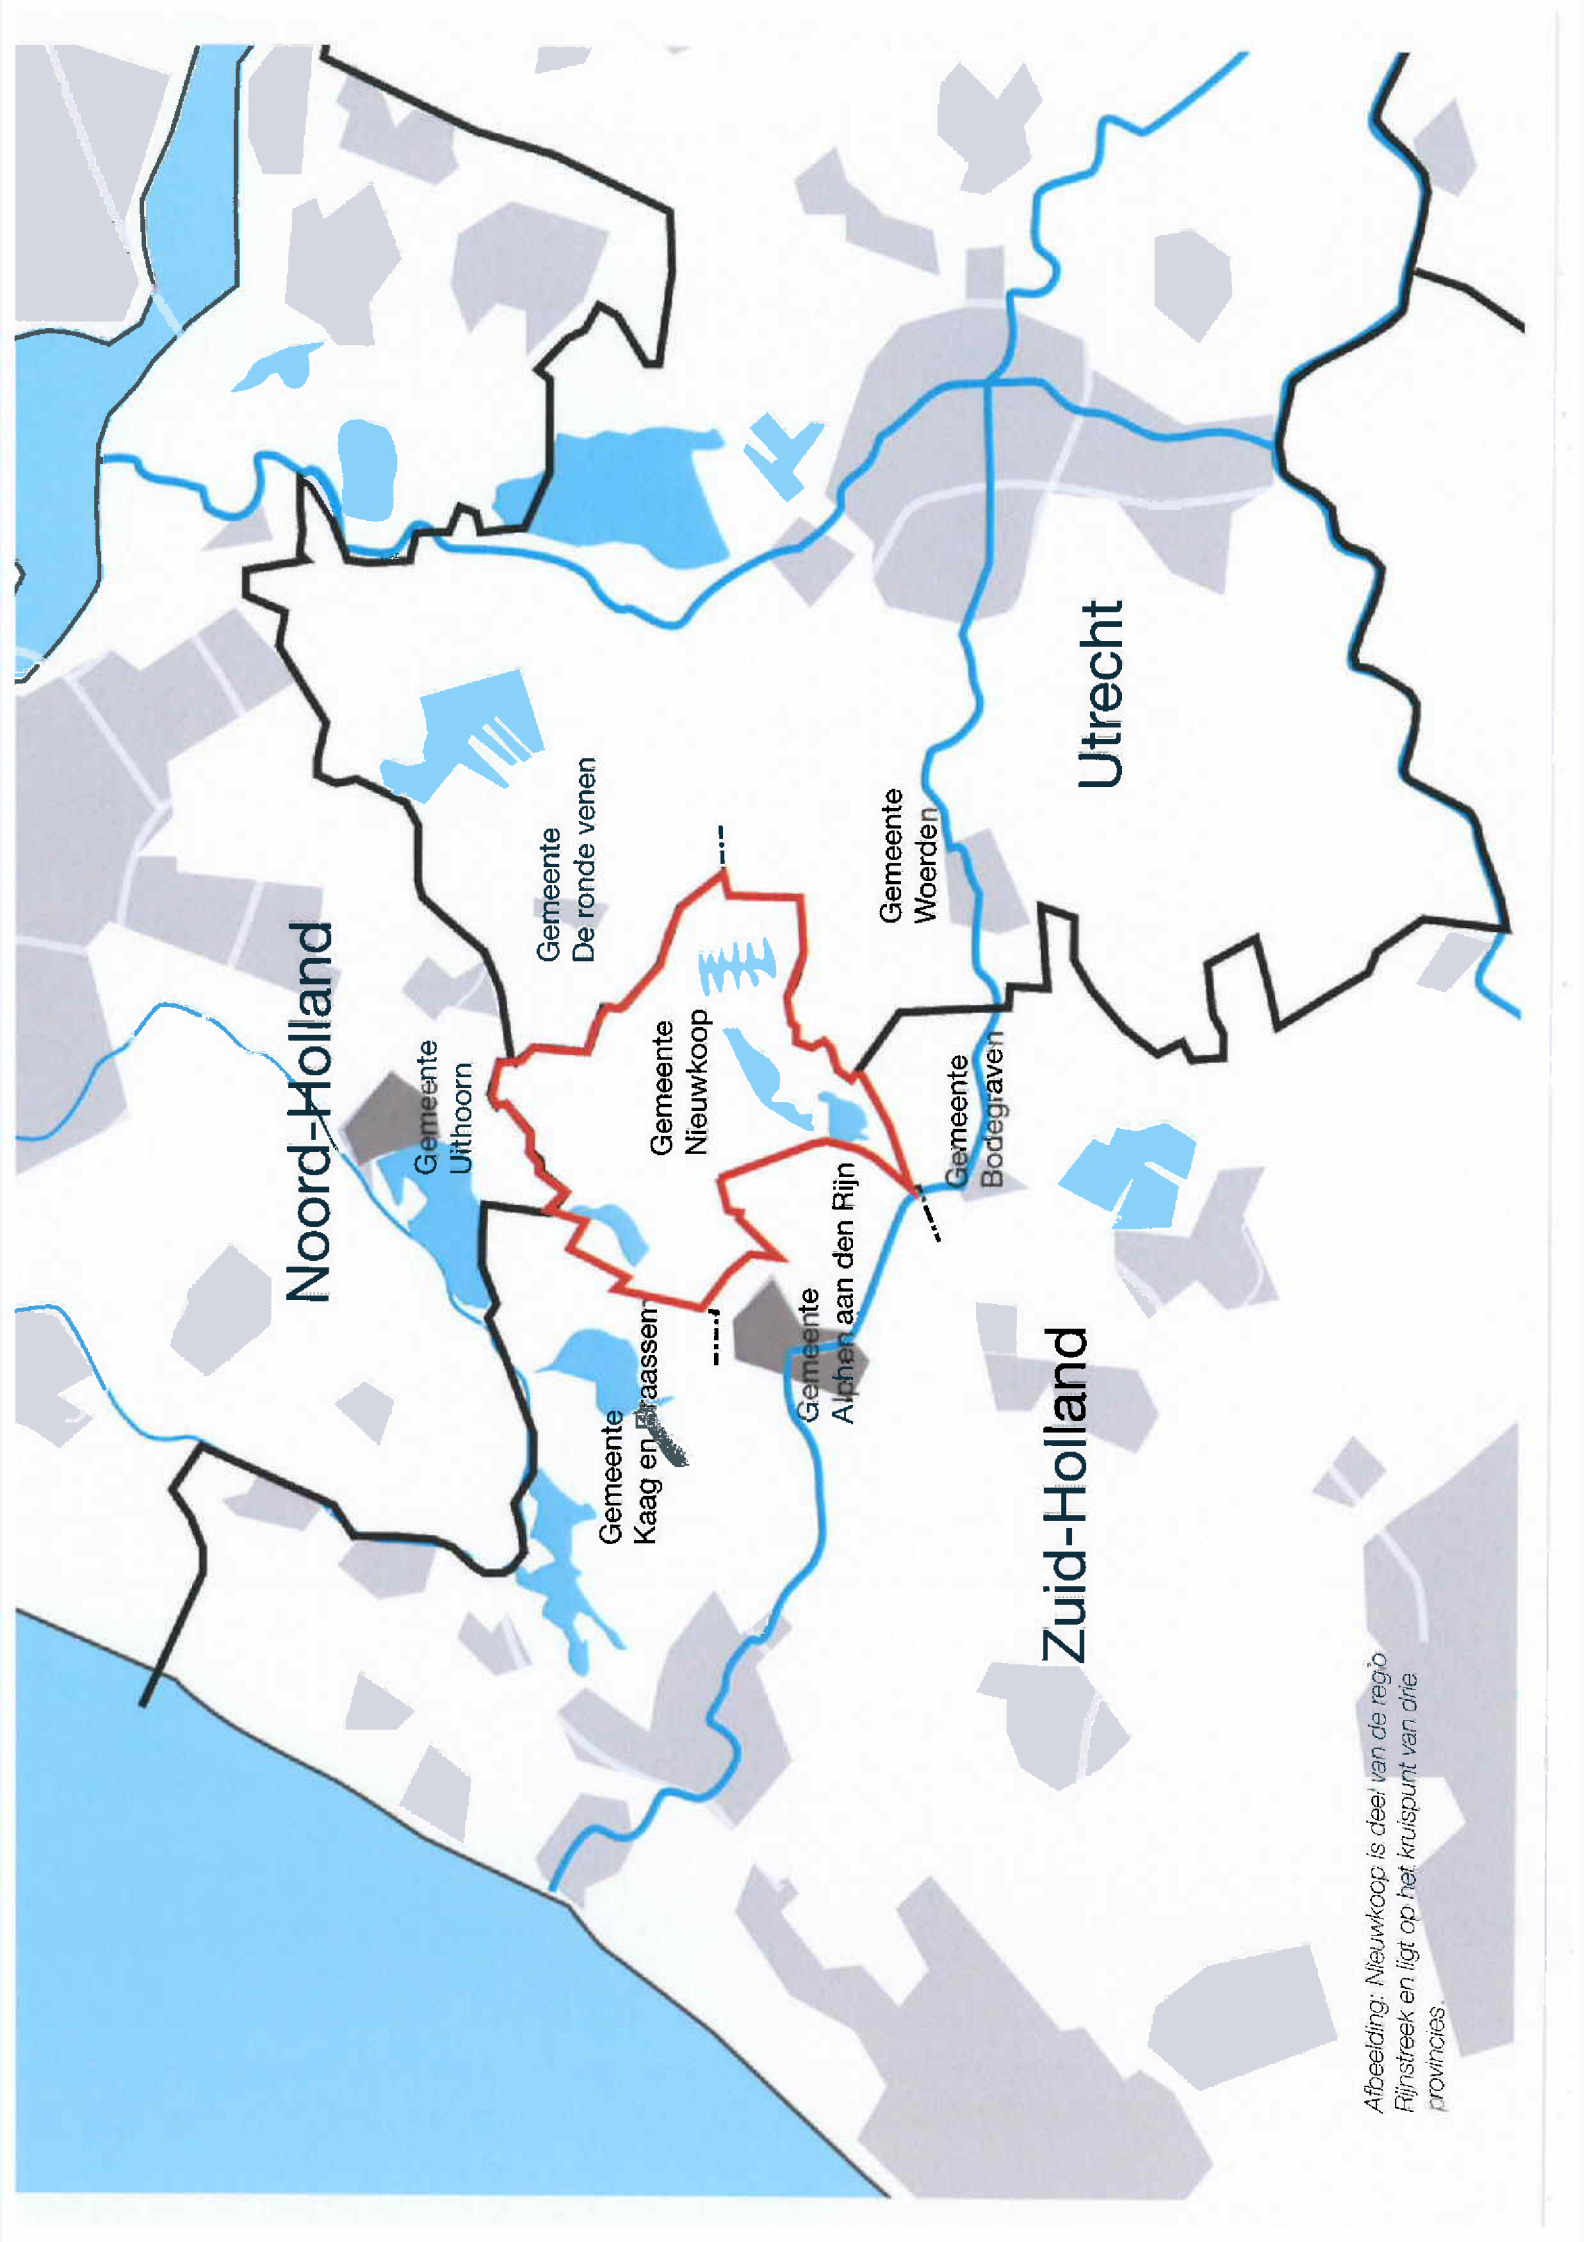 Noord-Holland
Gemeente
Uithoorn
Gemeente
De ronde venen
Gemeente
Nieuwkoop
Gemeente
Kaag en Braassem
Gemeente
Alphen aan den Rijn
Gemeente
Woerden
Gemeente
Bodegraven
Utrecht
Zuid-Holland
Afbeelding: Nieuwkoop is deel van de regio
Rijnstreek en ligt op het kruispunt van drie
provincies.